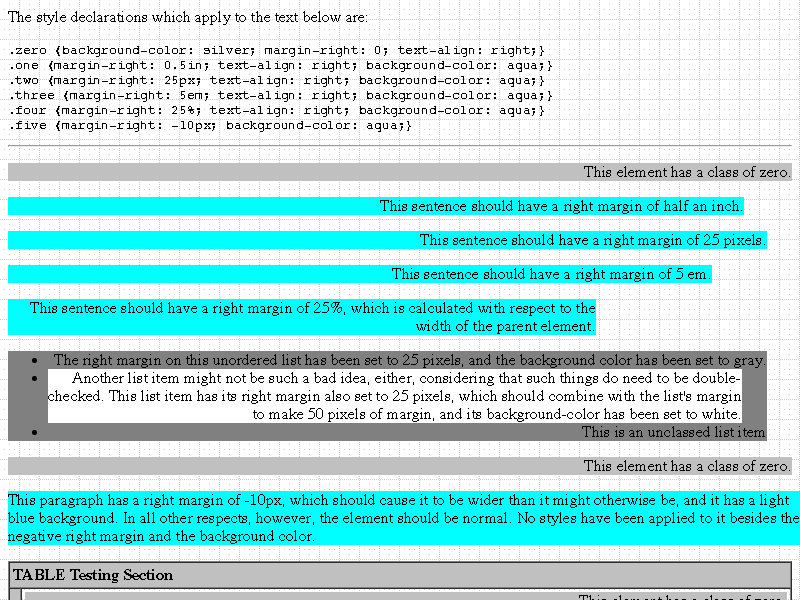 The style declarations which apply to the text below are:
.zero {background-color: silver; margin-right: 0; text-align: right;}
.one {margin-right: 0.5in; text-align: right; background-color: aqua;}
.two {margin-right: 25px; text-align: right; background-color: aqua;}
.three {margin-right: 5em; text-align: right; background-color: aqua;}
.four {margin-right: 25%; text-align: right; background-color: aqua;}
.five {margin-right: -10px; background-color: aqua;}
This element has a class of zero.
This sentence should have a right margin of half an inch.
This sentence should have a right margin of 25 pixels.
This sentence should have a right margin of 5 em.
This sentence should have a right margin of 25%, which is calculated with respect to the
width of the parent element.
• The right margin on this unordered list has been set to 25 pixels, and the background color has been set to gray.
• Another list item might not be such a bad idea, either, considering that such things do need to be double-
checked. This list item has its right margin also set to 25 pixels, which should combine with the list's margin
to make 50 pixels of margin, and its background-color has been set to white.
• This is an unclassed list item
This element has a class of zero.
This paragraph has a right margin of -10px, which should cause it to be wider than it might otherwise be, and it has a light
blue background. In all other respects, however, the element should be normal. No styles have been applied to it besides the
negative right margin and the background color.
TABLE Testing Section
This element has a class of zero.